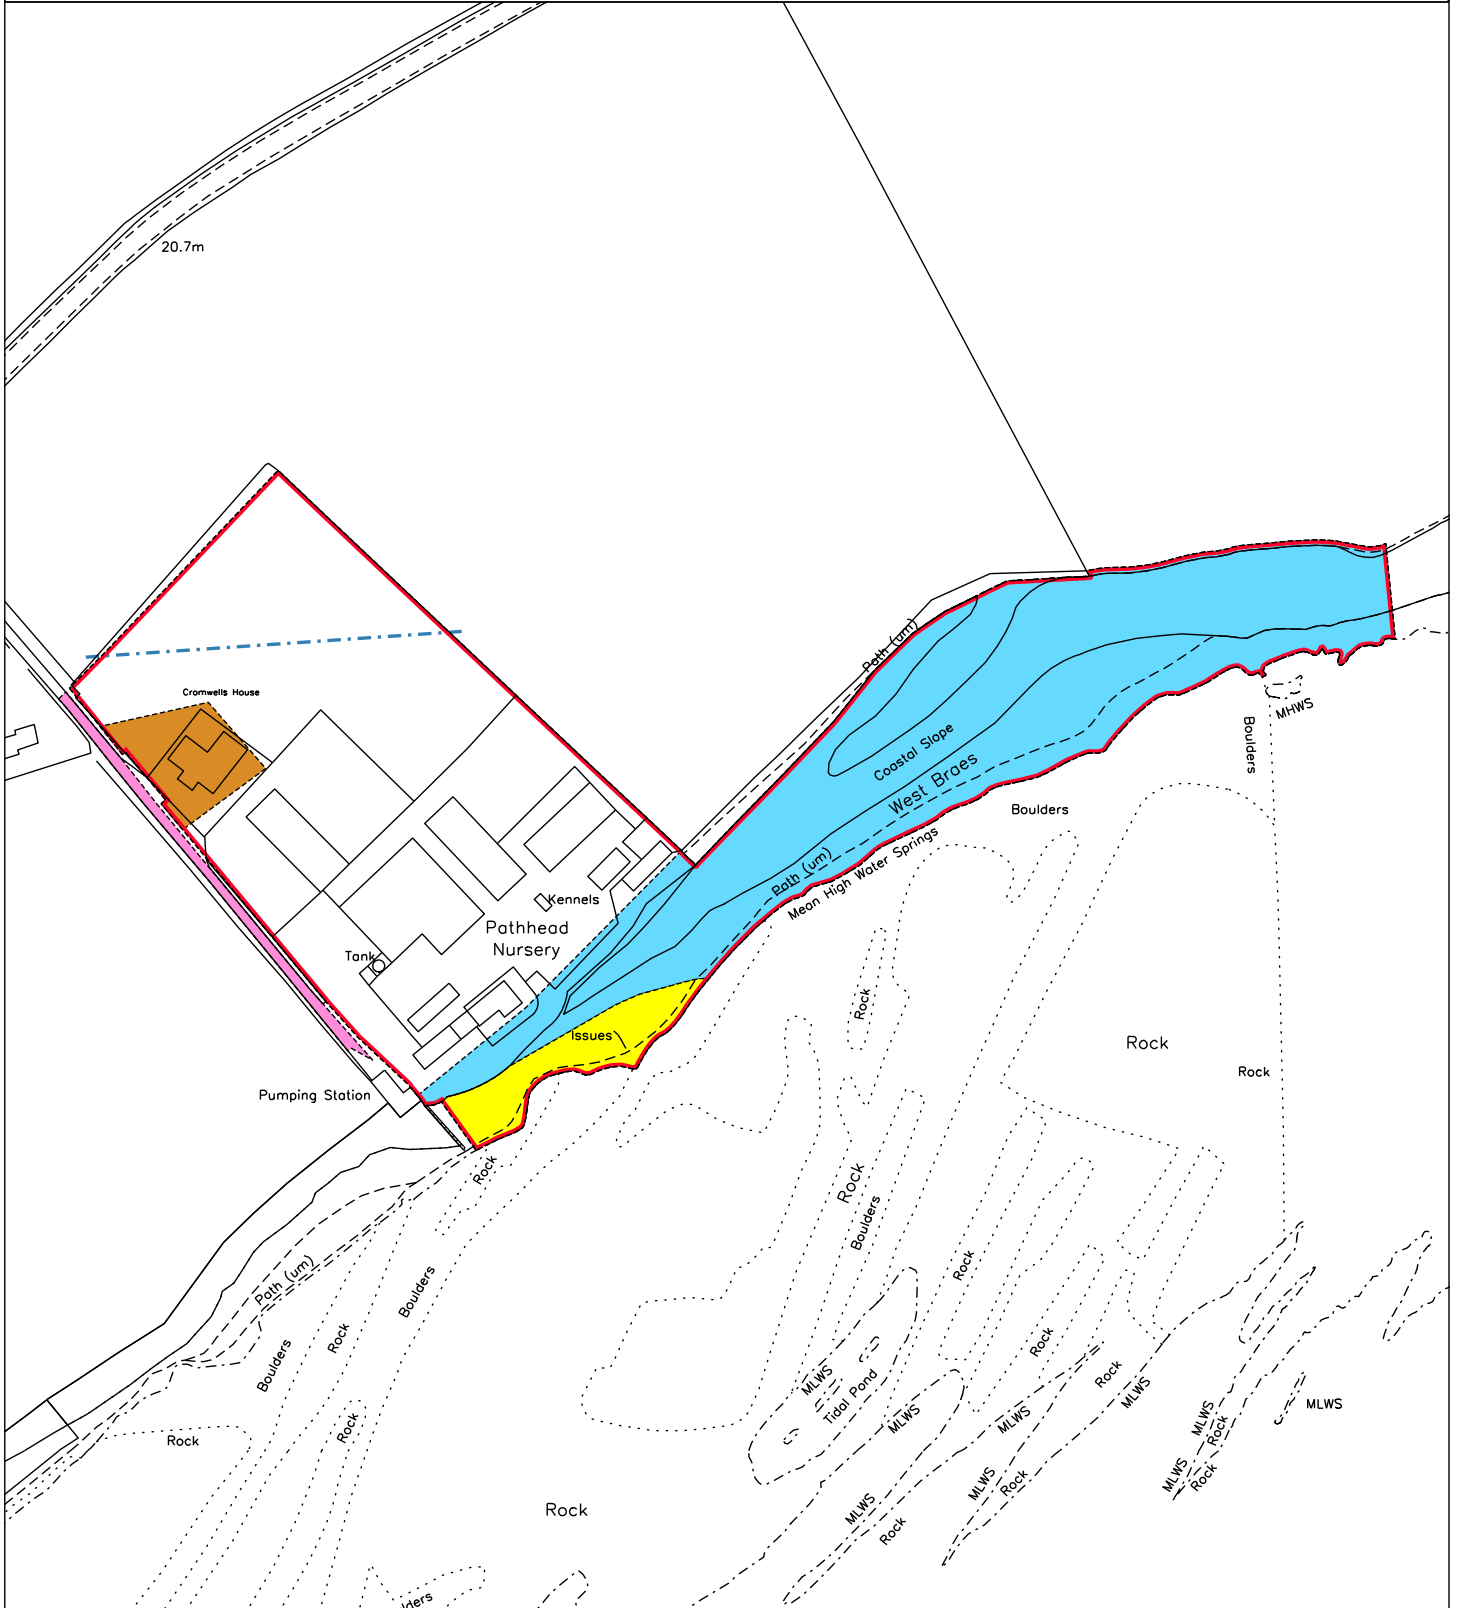 20.7m
Path (um)
Cromwells House
MHWS
Boulders
Coastal Slope
West Braes
Boulders
Path (um)
Mean High Water Springs
Kennels
Pathhead
Nursery
Tank
Rock
Issues
Rock
Rock
Pumping Station
Rock
Rock
Boulders
Rock
Path (um)
Boulders
Rock
Boulders
Rock
MLWS
Tidal Pond
Rock
MLWS
MLWS
MLWS
MLWS
MLWS
Rock
Rock
Rock
MLWS
Rock
MLWS
Rock
MLWS
Rock
Rock
lders